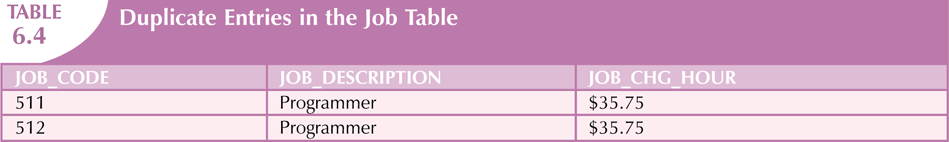 TABLE
6.4
Duplicate Entries in the Job Table
JOB_CODE JOB_DESCRIPTION JOB_CHG_HOUR
511 Programmer $35.75
512 Programmer $35.75